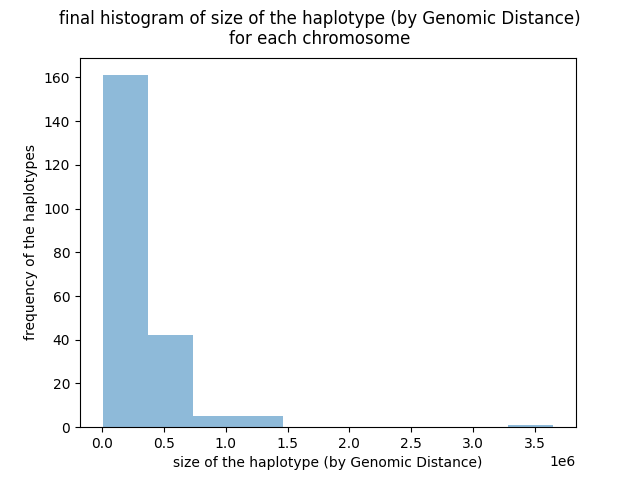 final histogram of size of the haplotype (by Genomic Distance)
for each chromosome
frequency of the haplotypes
160
140
120
100
80
60
40
20
0
0.0 0.5 1.0 1.5 2.0 2.5 3.0 3.5
1e6
size of the haplotype (by Genomic Distance)